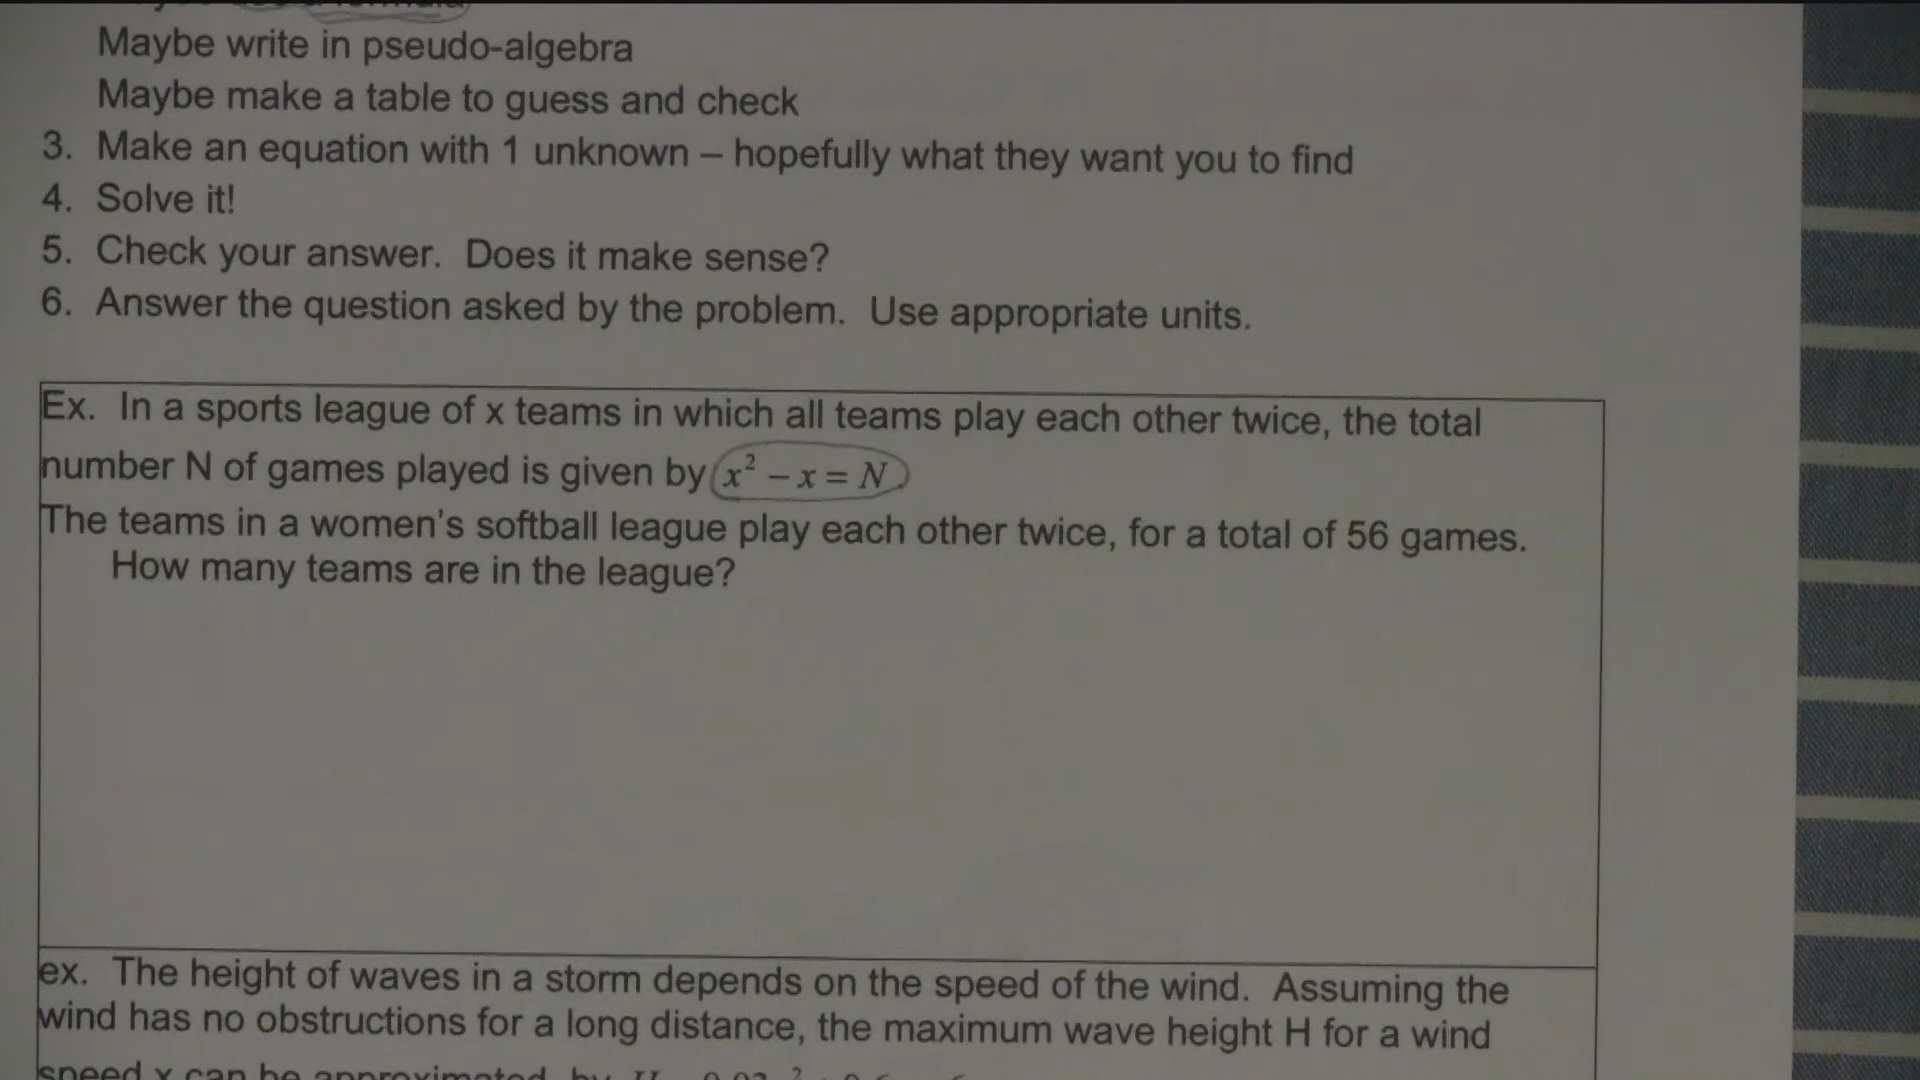 Maybe write in pseudo-algebra
Maybe make a table to guess and check
3. Make an equation with 1 unknown – hopefully what they want you to find
4. Solve it!
5. Check your answer. Does it make sense?
6. Answer the question asked by the problem. Use appropriate units.
Ex. In a sports league of x teams in which all teams play each other twice, the total
number N of games played is given by x² – x = N
The teams in a women's softball league play each other twice, for a total of 56 games.
How many teams are in the league?
ex. The height of waves in a storm depends on the speed of the wind. Assuming the
wind has no obstructions for a long distance, the maximum wave height H for a wind
speed x can be approximated by